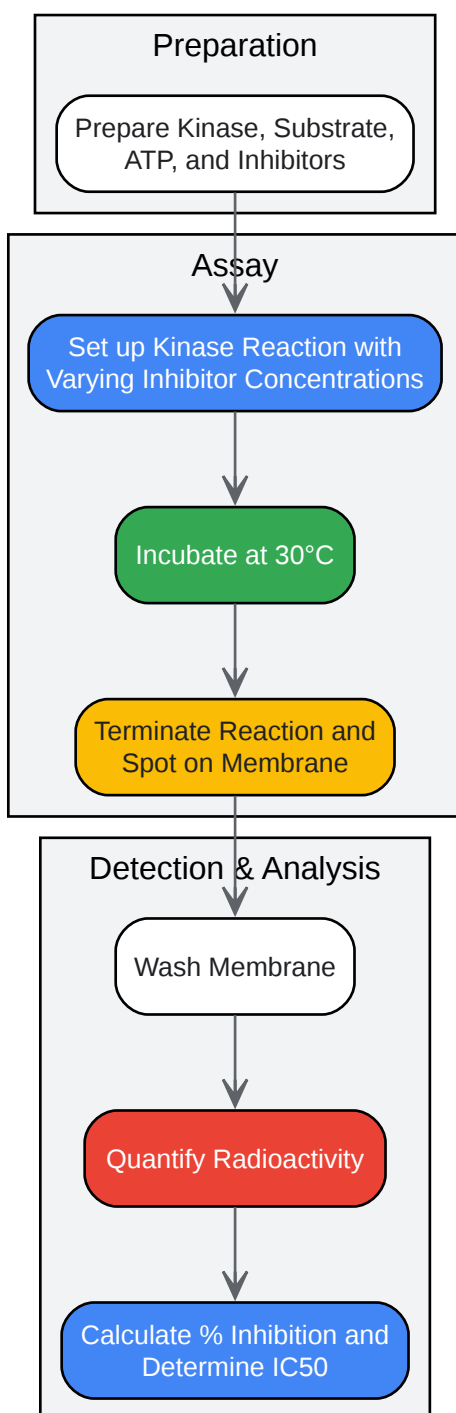 Preparation
Prepare Kinase, Substrate,
ATP, and Inhibitors
Assay
Set up Kinase Reaction with
Varying Inhibitor Concentrations
Incubate at 30°C
Terminate Reaction and
Spot on Membrane
Detection & Analysis
Wash Membrane
Quantify Radioactivity
Calculate % Inhibition and
Determine IC50